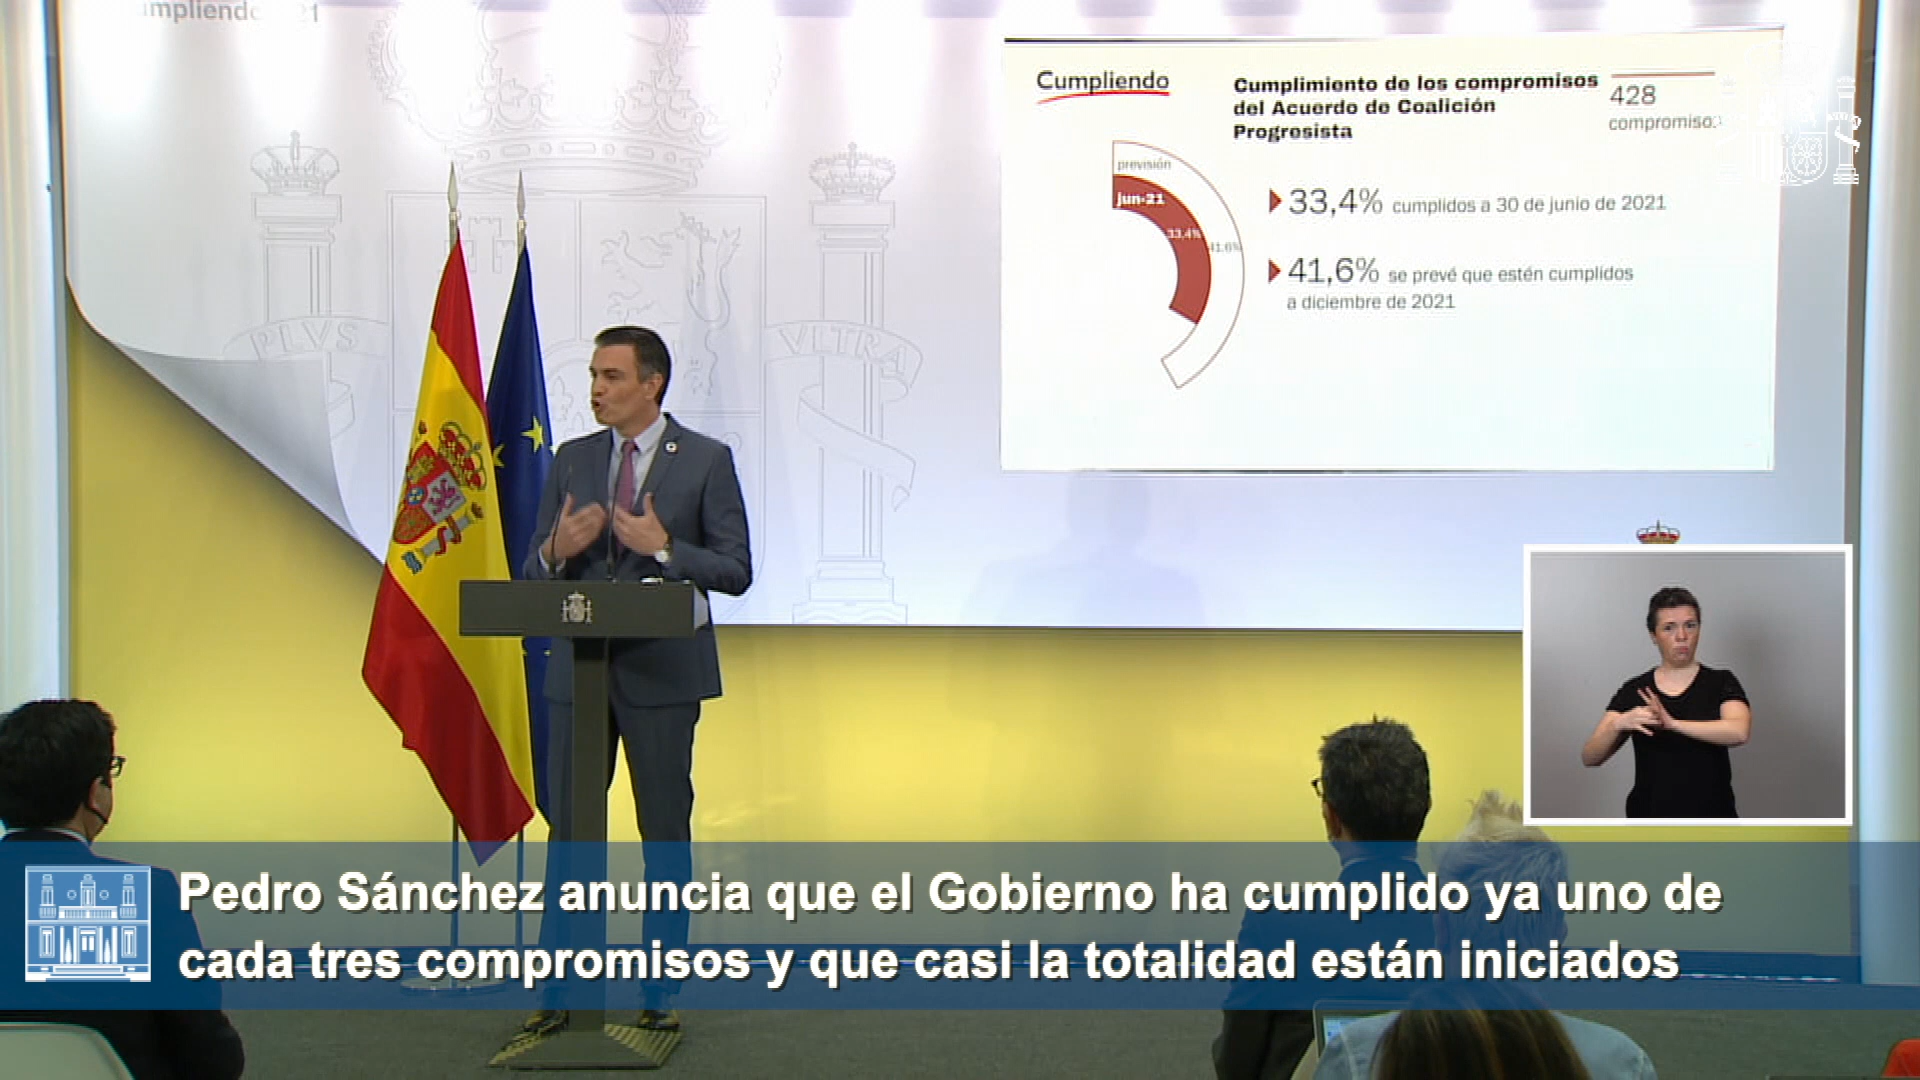 mpliendo 21
Cumpliendo
Cumplimiento de los compromisos
del Acuerdo de Coalición
Progresista
428
compromisos
previsión
jun-21
33,4%
41,6%
33,4% cumplidos a 30 de junio de 2021
41,6% se prevé que estén cumplidos
a diciembre de 2021
PLVS
VLTRA
Pedro Sánchez anuncia que el Gobierno ha cumplido ya uno de
cada tres compromisos y que casi la totalidad están iniciados